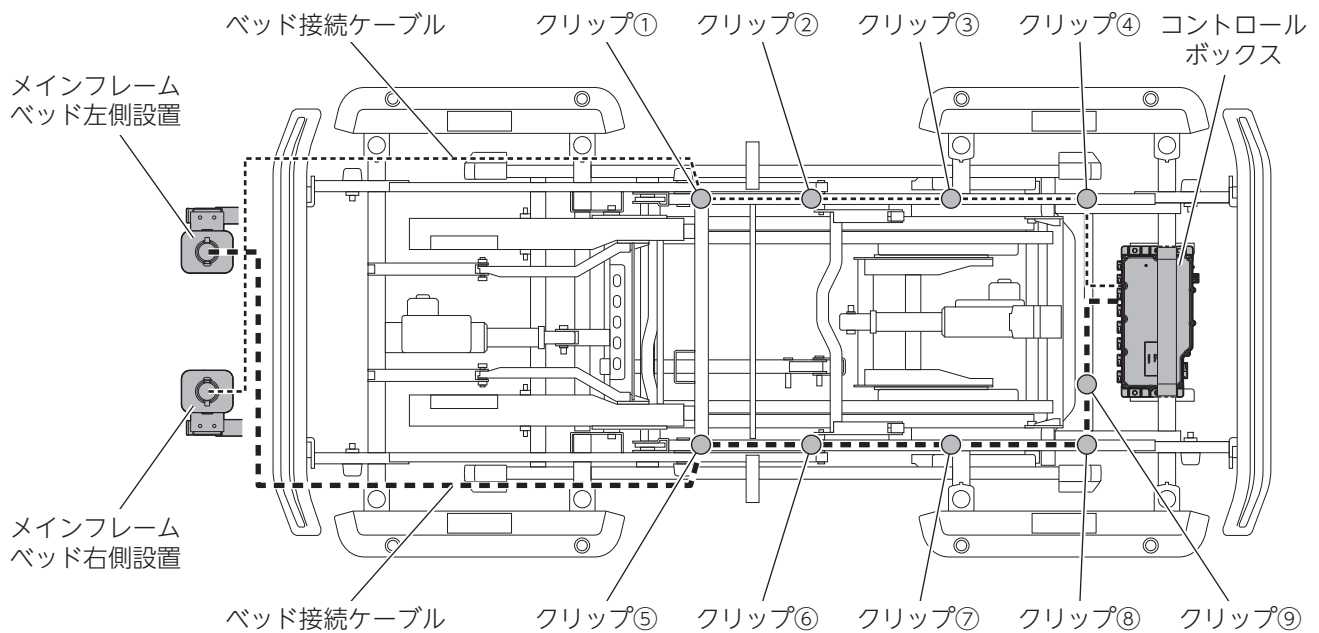 ベッド接続ケーブル
クリップ①
クリップ②
クリップ③
クリップ④
コントロール
ボックス
メインフレーム
ベッド左側設置
メインフレーム
ベッド右側設置
ベッド接続ケーブル
クリップ⑤
クリップ⑥
クリップ⑦
クリップ⑧
クリップ⑨